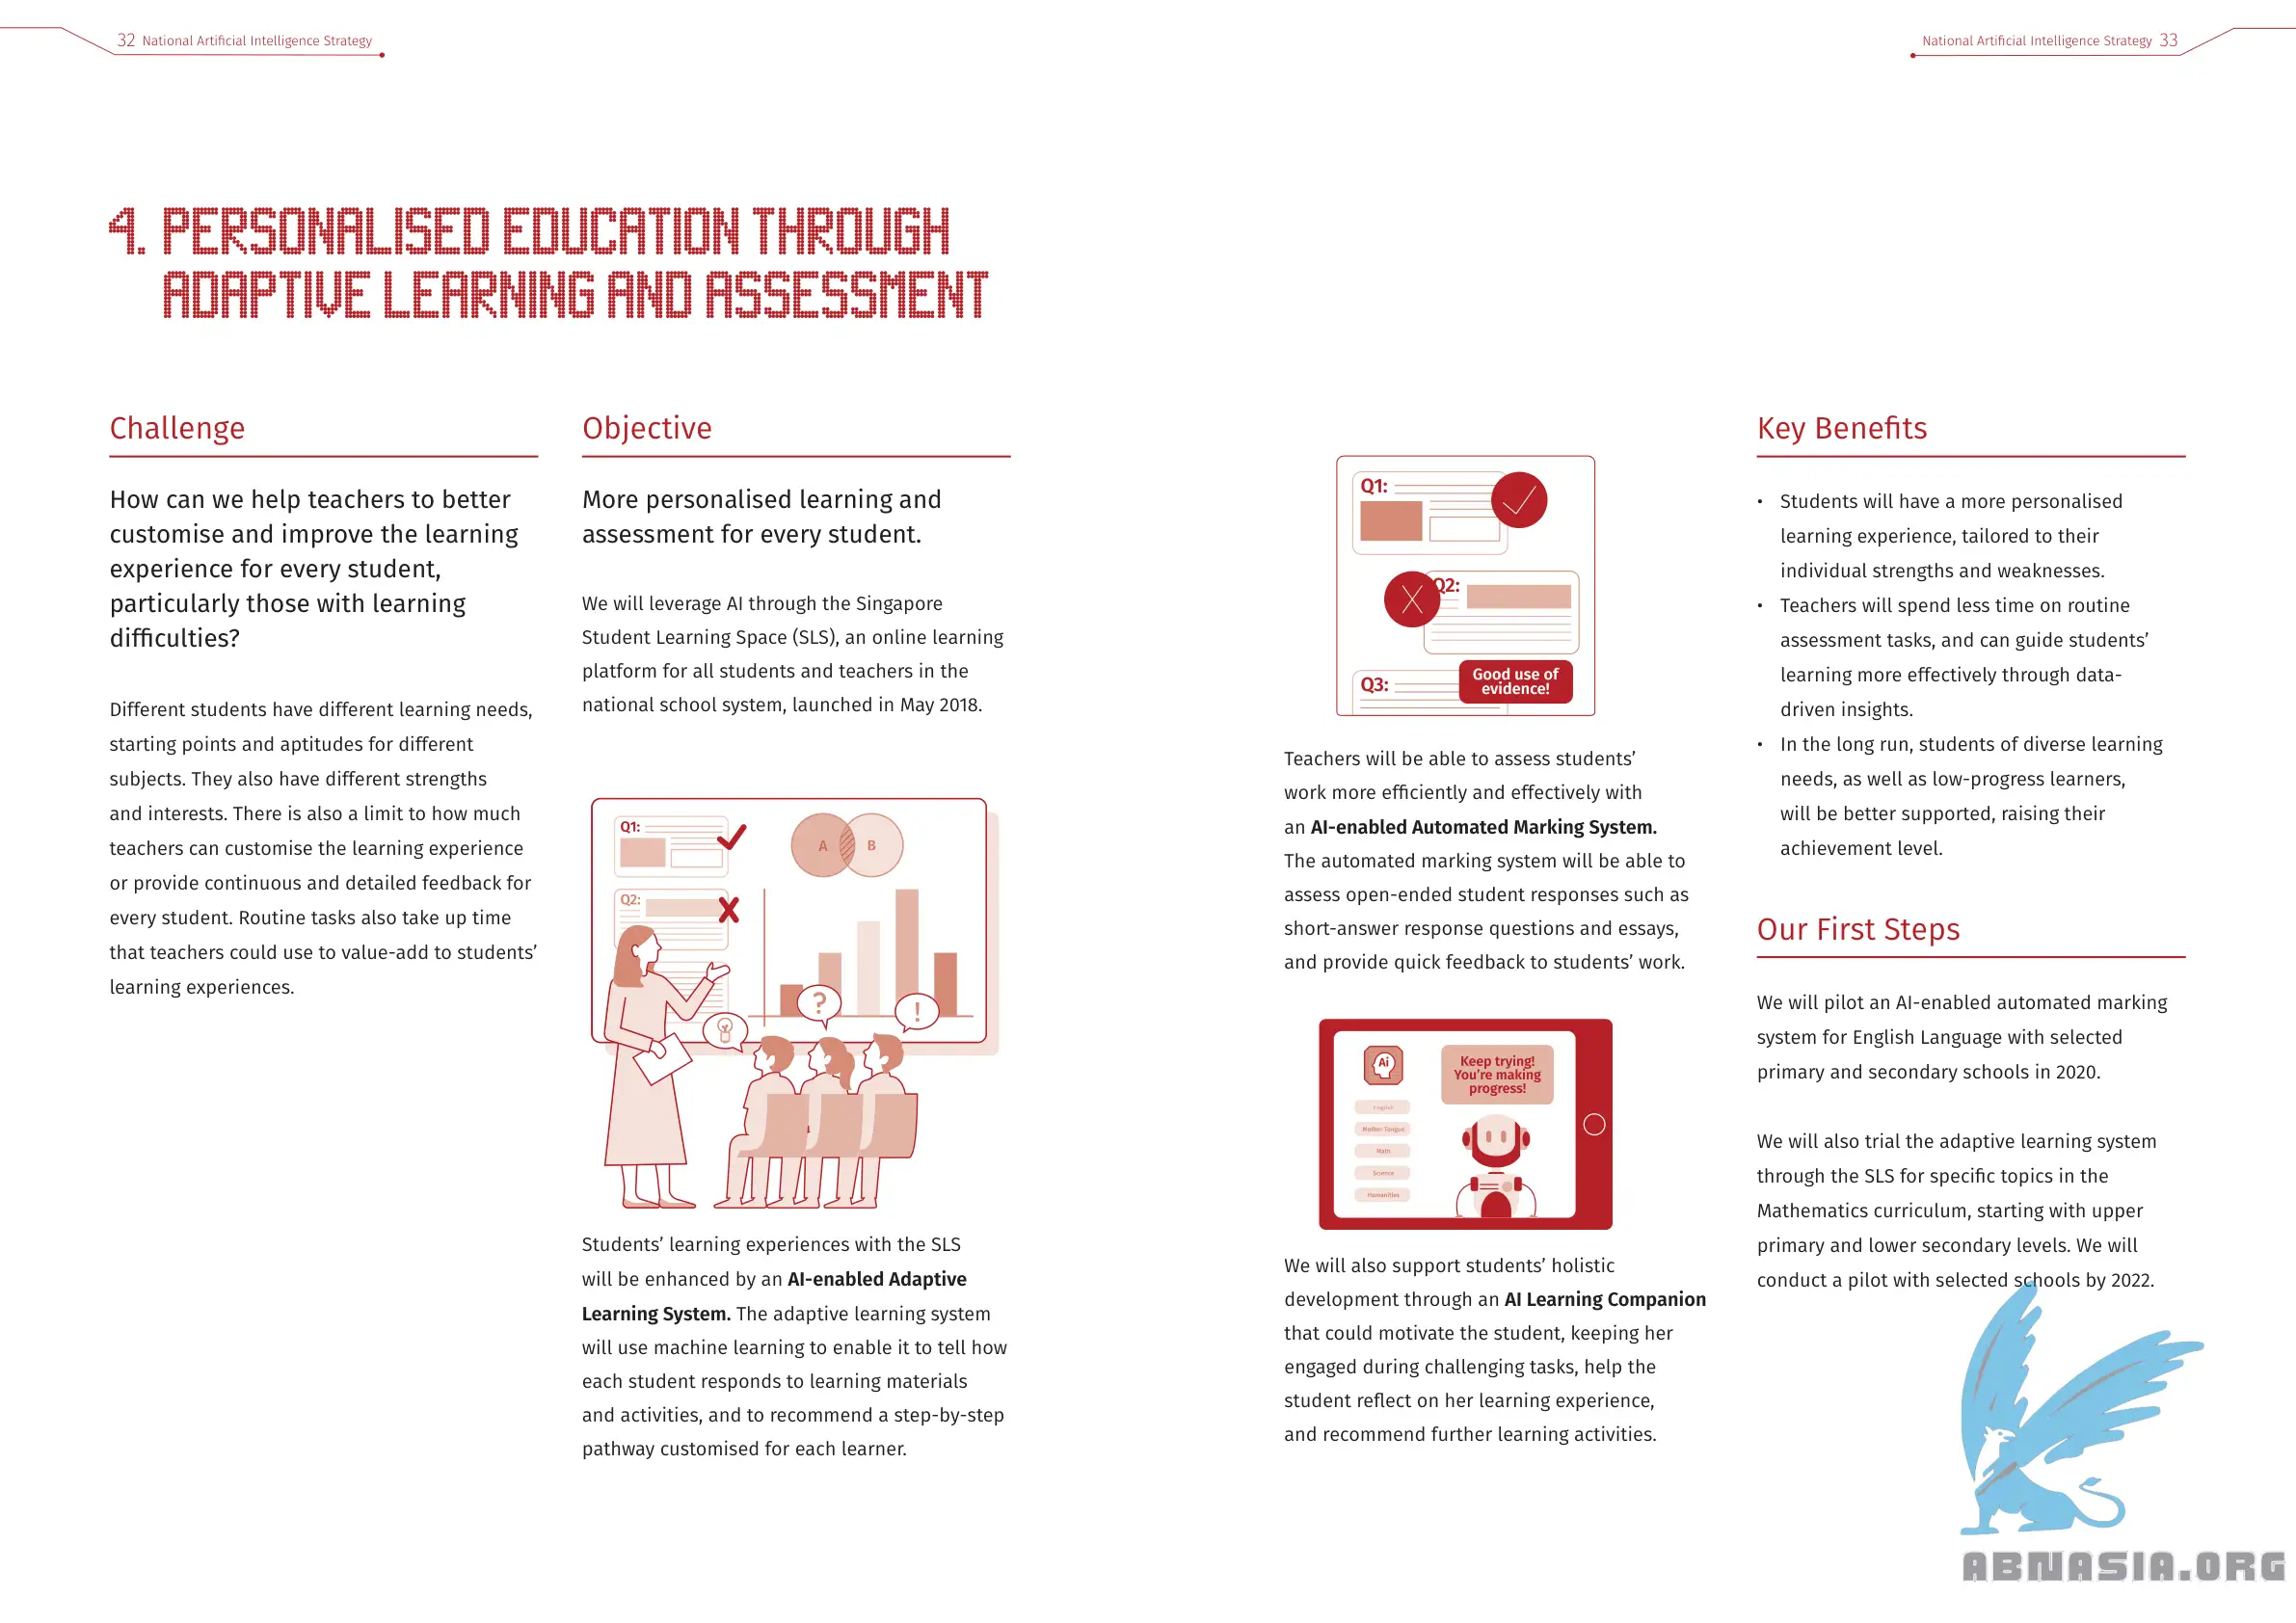 32 National Artificial Intelligence Strategy
National Artificial Intelligence Strategy 33
4. PERSONALISED EDUCATION THROUGH
ADAPTIVE LEARNING AND ASSESSMENT
Challenge
How can we help teachers to better
customise and improve the learning
experience for every student,
particularly those with learning
difficulties?
Different students have different learning needs,
starting points and aptitudes for different
subjects. They also have different strengths
and interests. There is also a limit to how much
teachers can customise the learning experience
or provide continuous and detailed feedback for
every student. Routine tasks also take up time
that teachers could use to value-add to students’
learning experiences.
Objective
More personalised learning and
assessment for every student.
We will leverage AI through the Singapore
Student Learning Space (SLS), an online learning
platform for all students and teachers in the
national school system, launched in May 2018.
Q1:
A B
Q2:
?
!
Students’ learning experiences with the SLS
will be enhanced by an AI-enabled Adaptive
Learning System. The adaptive learning system
will use machine learning to enable it to tell how
each student responds to learning materials
and activities, and to recommend a step-by-step
pathway customised for each learner.
Q1:
Q2:
Q3:
Good use of
evidence!
Teachers will be able to assess students’
work more efficiently and effectively with
an AI-enabled Automated Marking System.
The automated marking system will be able to
assess open-ended student responses such as
short-answer response questions and essays,
and provide quick feedback to students’ work.
Ai
Keep trying!
You’re making
progress!
English
Mother Tongue
Math
Science
Humanities
We will also support students’ holistic
development through an AI Learning Companion
that could motivate the student, keeping her
engaged during challenging tasks, help the
student reflect on her learning experience,
and recommend further learning activities.
Key Benefits
• Students will have a more personalised
learning experience, tailored to their
individual strengths and weaknesses.
• Teachers will spend less time on routine
assessment tasks, and can guide students’
learning more effectively through data-
driven insights.
• In the long run, students of diverse learning
needs, as well as low-progress learners,
will be better supported, raising their
achievement level.
Our First Steps
We will pilot an AI-enabled automated marking
system for English Language with selected
primary and secondary schools in 2020.
We will also trial the adaptive learning system
through the SLS for specific topics in the
Mathematics curriculum, starting with upper
primary and lower secondary levels. We will
conduct a pilot with selected schools by 2022.
ABNASIA.ORG